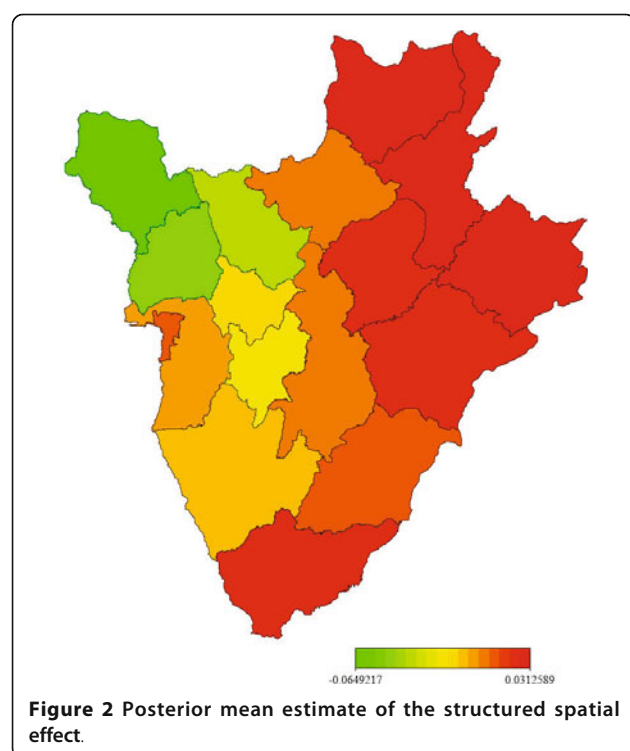 -0.0649217 0.0312589
Figure 2 Posterior mean estimate of the structured spatial
effect.